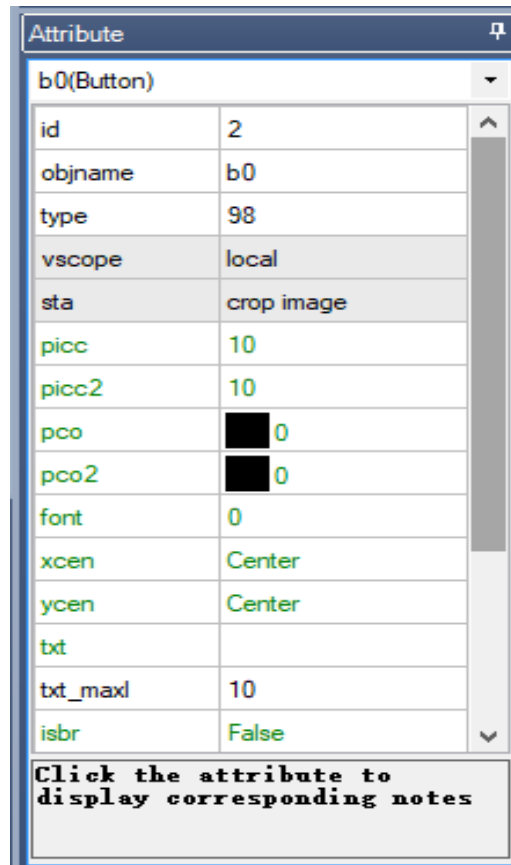 Attribute
b0(Button)
id 2
objname b0
type 98
vscope local
sta crop image
picc 10
picc2 10
pco 0
pco2 0
font 0
xcen Center
ycen Center
txt
txt_maxl 10
isbr False
Click the attribute to
display corresponding notes